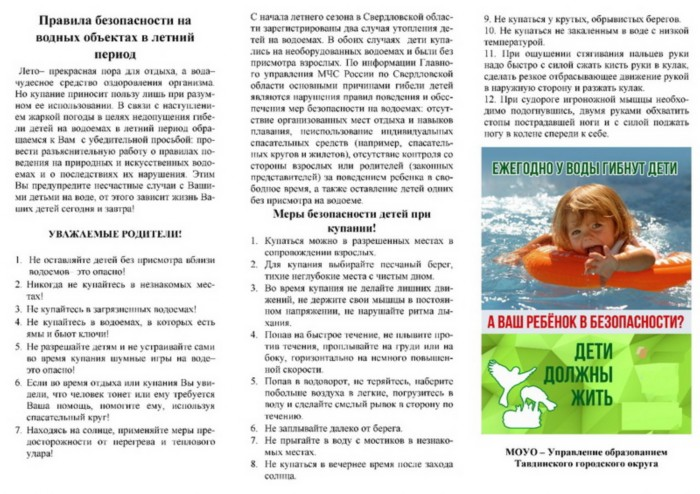 Правила безопасности на
водных объектах в летний
период
Лето– прекрасная пора для отдыха, а вода–
чудесное средство оздоровления организма.
Но купание приносит пользу лишь при разум-
ном ее использовании. В связи с наступлени-
ем жаркой погоды в целях недопущения гибе-
ли детей на водоемах в летний период обра-
щаемся к Вам с убедительной просьбой: про-
вести разъяснительную работу о правилах по-
ведения на природных и искусственных водо-
емах и о последствиях их нарушения. Этим
Вы предупредите несчастные случаи с Ваши-
ми детьми на воде, от этого зависит жизнь Ва-
ших детей сегодня и завтра!
УВАЖАЕМЫЕ РОДИТЕЛИ!
1. Не оставляйте детей без присмотра вблизи
водоемов– это опасно!
2. Никогда не купайтесь в незнакомых мес-
тах!
3. Не купайтесь в загрязненных водоемах!
4. Не купайтесь в водоемах, в которых есть
ямы и бьют ключи!
5. Не разрешайте детям и не устраивайте сами
во время купания шумные игры на воде–
это опасно!
6. Если во время отдыха или купания Вы уви-
дели, что человек тонет или ему требуется
Ваша помощь, помогите ему, используя
спасательный круг!
7. Находясь на солнце, применяйте меры пре-
досторожности от перегрева и теплового
удара!
С начала летнего сезона в Свердловской облас-
ти зарегистрированы два случая утопления де-
тей на водоемах. В обоих случаях дети купа-
лись на необорудованных водоемах и были без
присмотра взрослых. По информации Главно-
го управления МЧС России по Свердловской
области основными причинами гибели детей
являются нарушения правил поведения и обес-
печения мер безопасности на водоемах: отсут-
ствие организованных мест отдыха и навыков
плавания, неиспользование индивидуальных
спасательных средств (например, спасатель-
ных кругов и жилетов), отсутствие контроля со
стороны взрослых или родителей (законных
представителей) за поведением ребенка в сво-
бодное время, а также оставление детей одних
без присмотра на водоеме.
Меры безопасности детей при
купании!
1. Купаться можно в разрешенных местах в
сопровождении взрослых.
2. Для купания выбирайте песчаный берег,
тихие неглубокие места с чистым дном.
3. Во время купания не делайте лишних дви-
жений, не держите свои мышцы в постоян-
ном напряжении, не нарушайте ритма ды-
хания.
4. Попав на быстрое течение, не плывите про-
тив течения, проплывайте на груди или на
боку, горизонтально на немного повышен-
ной скорости.
5. Попав в водоворот, не теряйтесь, наберите
побольше воздуха в легкие, погрузитесь в
воду и сделайте смелый рывок в сторону по
течению.
6. Не заплывайте далеко от берега.
7. Не прыгайте в воду с мостиков в незнако-
мых местах.
8. Не купаться в вечернее время после захода
солнца.
9. Не купаться у крутых, обрывистых берегов.
10. Не купаться не закаленным в воде с низкой
температурой.
11. При ощущении стягивания пальцев руки
надо быстро с силой сжать кисть руки в кулак,
сделать резкое отбрасывающее движение рукой
в наружную сторону и разжать кулак.
12. При судороге икроножной мышцы необхо-
димо подогнувшись, двумя руками обхватить
стопы пострадавшей ноги и с силой поджать
ногу в колене спереди к себе.
ЕЖЕГОДНО У ВОДЫ ГИБНУТ ДЕТИ
А ВАШ РЕБЁНОК В БЕЗОПАСНОСТИ?
ДЕТИ
ДОЛЖНЫ
ЖИТЬ
МОУО – Управление образованием
Тавдинского городского округа